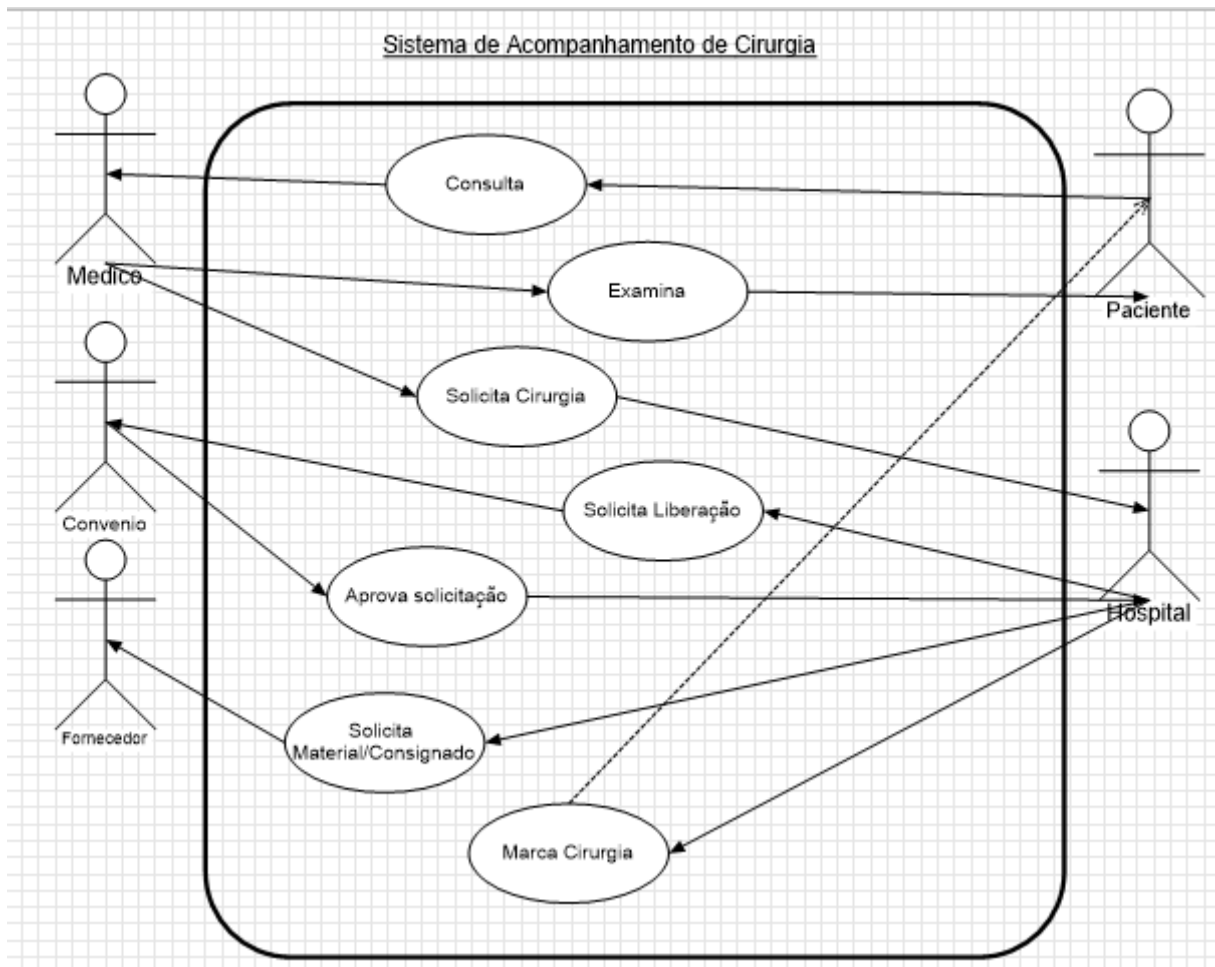 Sistema de Acompanhamento de Cirurgia
Consulta
Medico
Examina
Paciente
Solicita Cirurgia
Solicita Liberação
Convenio
Aprova solicitação
Hospital
Fornecedor
Solicita
Material/Consignado
Marca Cirurgia